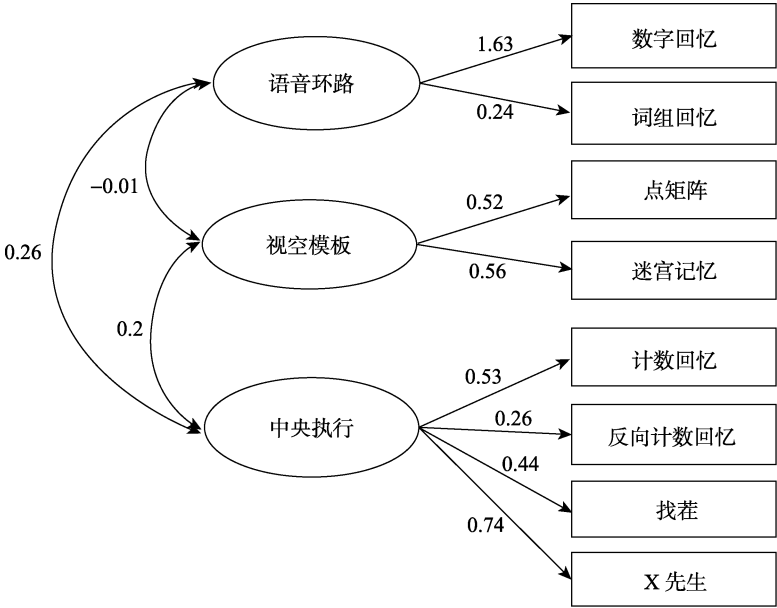 数字回忆
1.63
语音环路
0.24
词组回忆
-0.01
点矩阵
0.52
视空模板
0.26
0.56
迷宫记忆
0.2
计数回忆
0.53
中央执行
0.26
反向计数回忆
0.44
找茬
0.74
X 先生